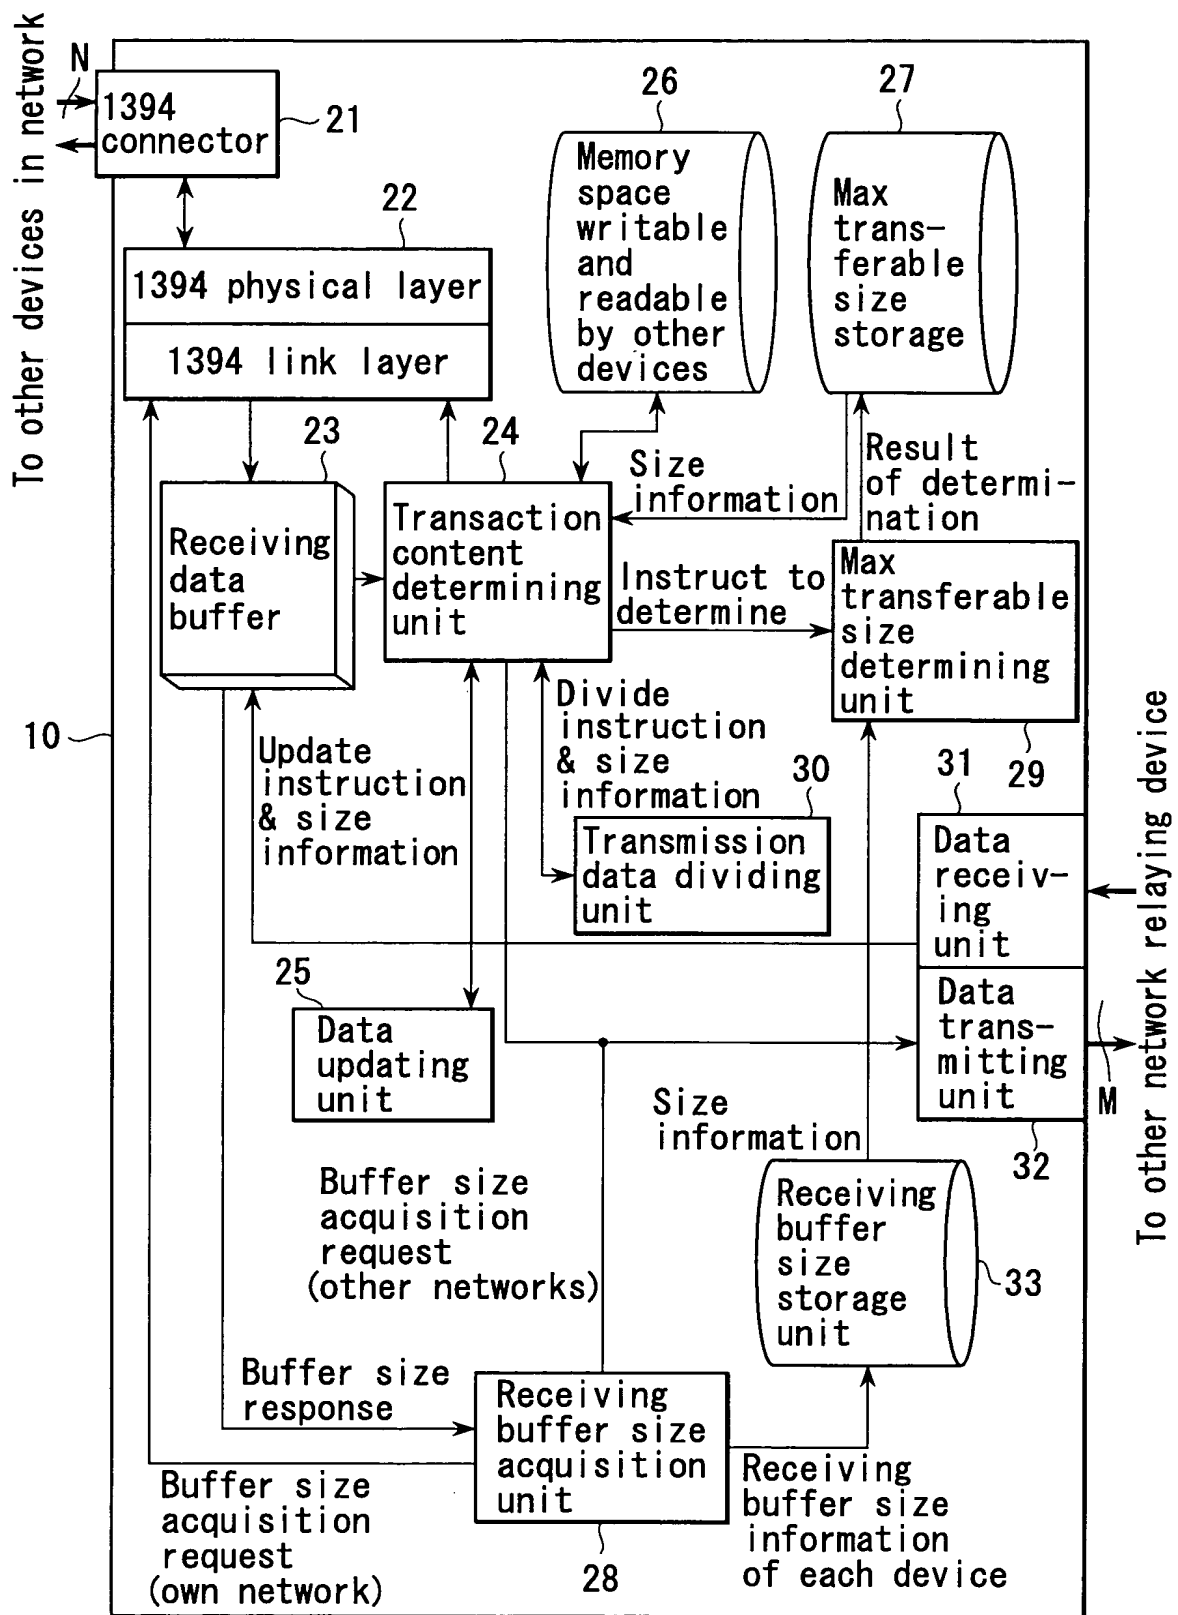 To other devices in network
N
1394
connector
21
22
1394 physical layer
1394 link layer
26
Memory
space
writable
and
readable
by other
devices
27
Max
trans-
ferable
size
storage
23
Receiving
data
buffer
24
Transaction
content
determining
unit
Size
information
Result
of determi-
nation
Instruct to
determine
Max
transferable
size
determining
unit
29
10
Update
instruction
& size
information
Divide
instruction
& size
information
30
Transmission
data dividing
unit
31
Data
receiv-
ing
unit
Data
trans-
mitting
unit
32
M
To other network relaying device
25
Data
updating
unit
Size
information
Buffer size
acquisition
request
(other networks)
Receiving
buffer
size
storage
unit
33
Buffer size
response
Receiving
buffer size
acquisition
unit
28
Buffer size
acquisition
request
(own network)
Receiving
buffer size
information
of each device